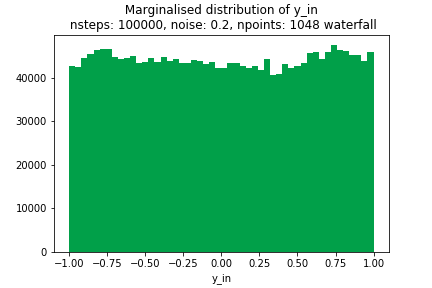 Marginalised distribution of y_in
nsteps: 100000, noise: 0.2, npoints: 1048 waterfall
40000
30000
20000
10000
0
−1.00 −0.75 −0.50 −0.25 0.00 0.25 0.50 0.75 1.00
y_in